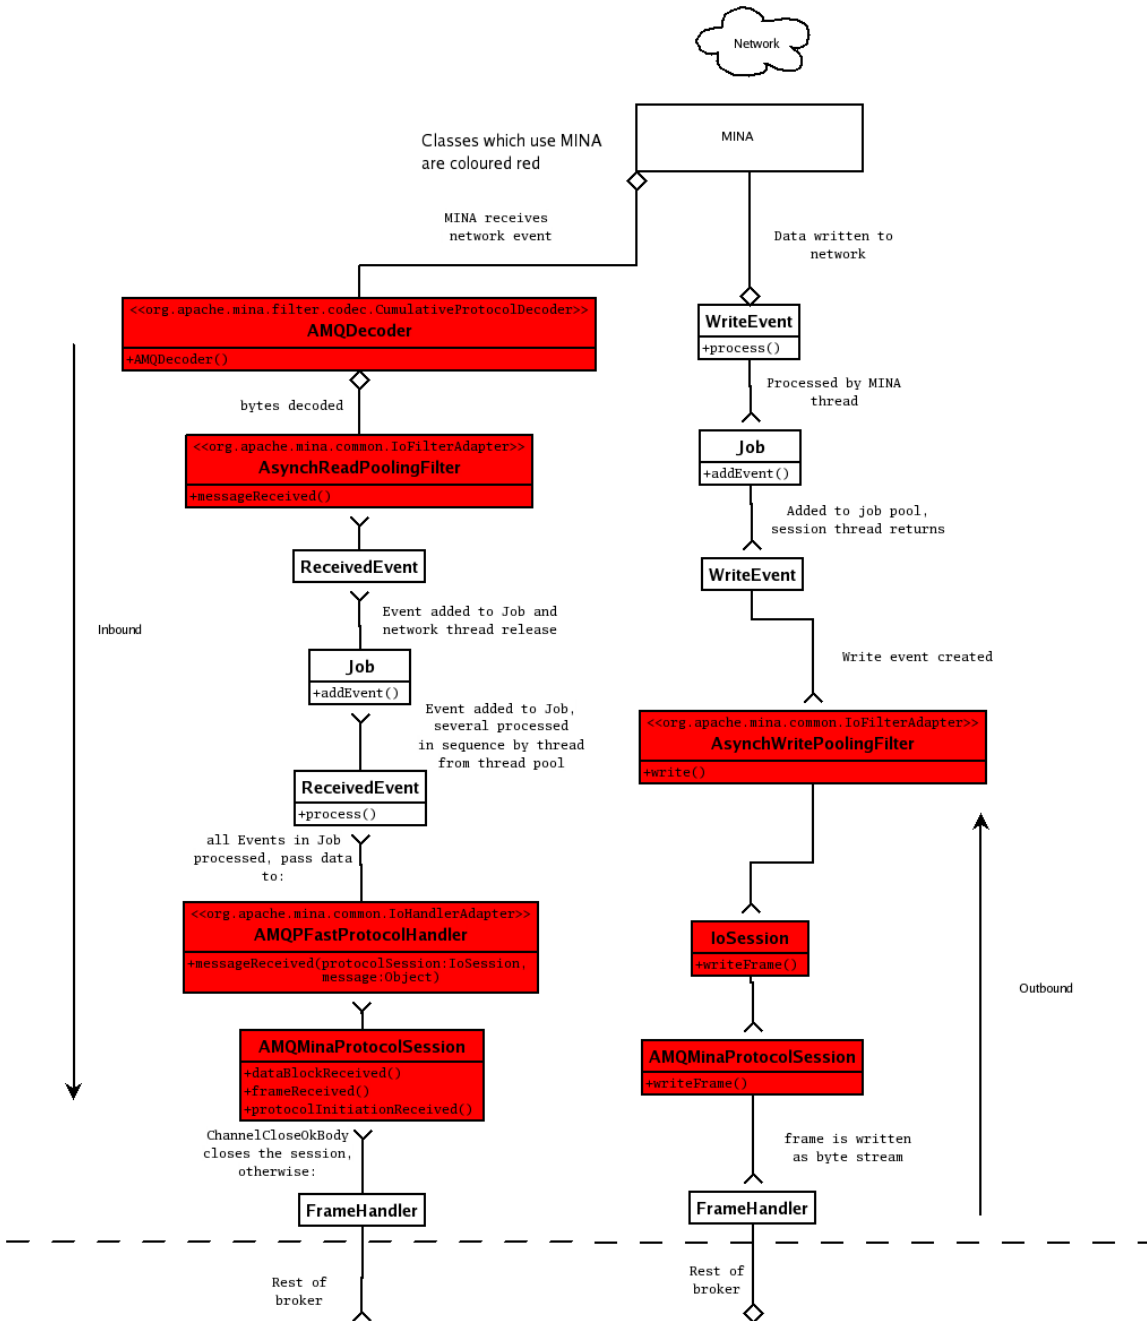 Network
MINA
Classes which use MINA
are coloured red
MINA receives
network event
Data written to
network
<<org.apache.mina.filter.codec.CumulativeProtocolDecoder>>
AMQDecoder
+AMQDecoder()
bytes decoded
<<org.apache.mina.common.IoFilterAdapter>>
AsynchReadPoolingFilter
+messageReceived()
ReceivedEvent
Event added to Job and
network thread release
Job
+addEvent()
Event added to Job,
several processed
in sequence by thread
from thread pool
ReceivedEvent
+process()
all Events in Job
processed, pass data
to:
<<org.apache.mina.common.IoHandlerAdapter>>
AMQPFastProtocolHandler
+messageReceived(protocolSession:IoSession,
message:Object)
AMQMinaProtocolSession
+dataBlockReceived()
+frameReceived()
+protocolInitiationReceived()
ChannelCloseOkBody
closes the session,
otherwise:
FrameHandler
Rest of
broker
Inbound
WriteEvent
+process()
Processed by MINA
thread
Job
+addEvent()
Added to job pool,
session thread returns
WriteEvent
Write event created
<<org.apache.mina.common.IoFilterAdapter>>
AsynchWritePoolingFilter
+write()
IoSession
+writeFrame()
AMQMinaProtocolSession
+writeFrame()
frame is written
as byte stream
FrameHandler
Rest of
broker
Outbound